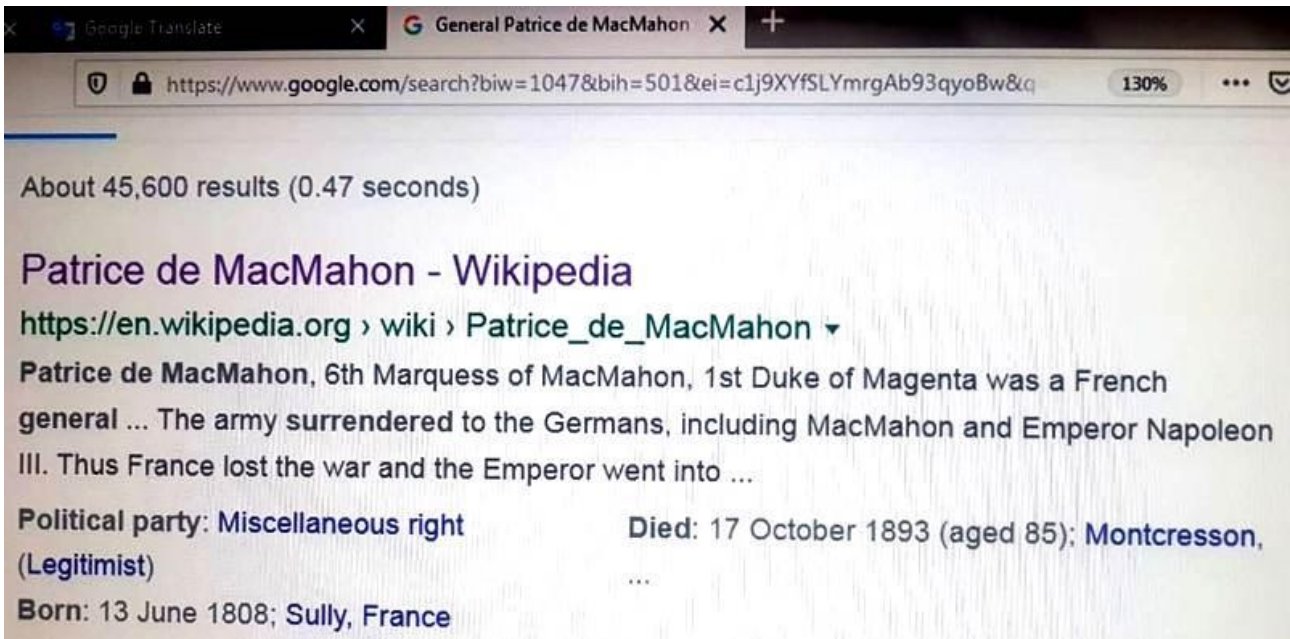 Google Translate
General Patrice de MacMahon
https://www.google.com/search?biw=1047&bih=501&ei=c1j9XYfSLYmrgAb93qyoBw&q
130%
About 45,600 results (0.47 seconds)
Patrice de MacMahon - Wikipedia
https://en.wikipedia.org › wiki › Patrice_de_MacMahon
Patrice de MacMahon, 6th Marquess of MacMahon, 1st Duke of Magenta was a French
general ... The army surrendered to the Germans, including MacMahon and Emperor Napoleon
III. Thus France lost the war and the Emperor went into ...
Political party: Miscellaneous right
(Legitimist)
Died: 17 October 1893 (aged 85); Montcresson,
...
Born: 13 June 1808; Sully, France